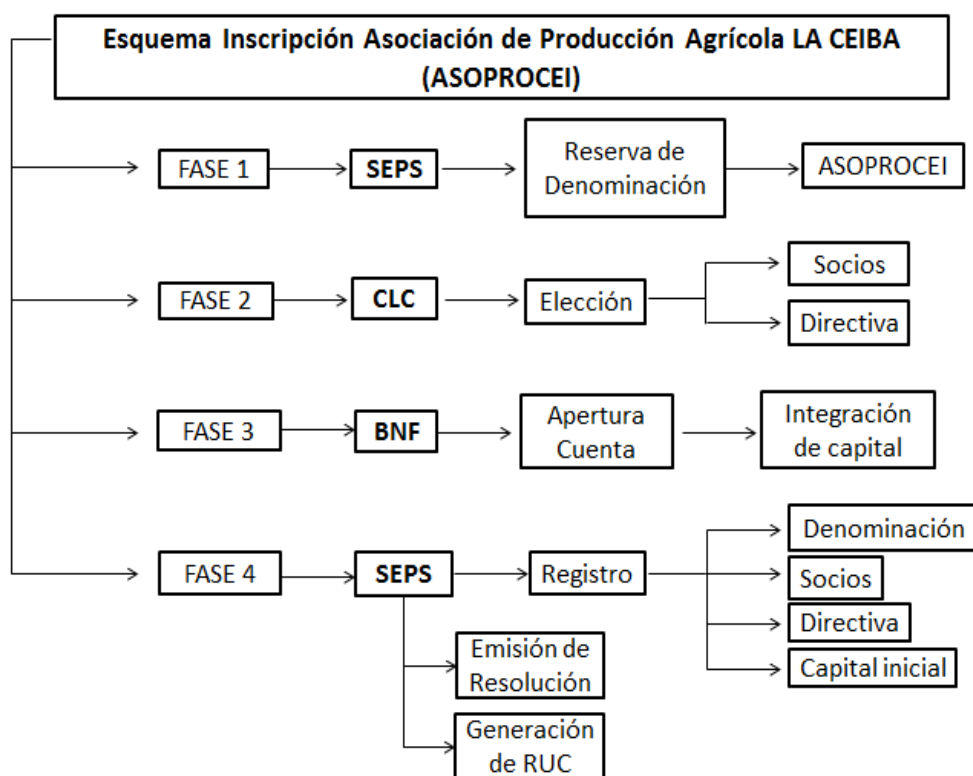 Esquema Inscripción Asociación de Producción Agrícola LA CEIBA
(ASOPROCEI)
FASE 1
SEPS
Reserva de
Denominación
ASOPROCEI
FASE 2
CLC
Elección
Socios
Directiva
FASE 3
BNF
Apertura
Cuenta
Integración
de capital
FASE 4
SEPS
Registro
Denominación
Socios
Directiva
Capital inicial
Emisión de
Resolución
Generación
de RUC